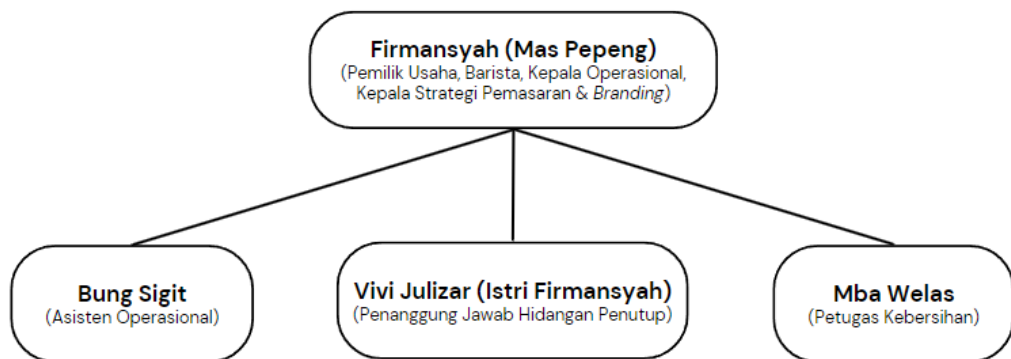 Firmansyah (Mas Pepeng)
(Pemilik Usaha, Barista, Kepala Operasional,
Kepala Strategi Pemasaran & Branding)
Bung Sigit
(Asisten Operasional)
Vivi Julizar (Istri Firmansyah)
(Penanggung Jawab Hidangan Penutup)
Mba Welas
(Petugas Kebersihan)